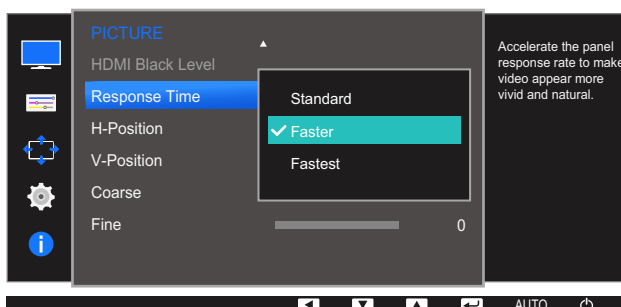 PICTURE
HDMI Black Level
Response Time
H-Position
V-Position
Coarse
Fine
0
Standard
Faster
Fastest
Accelerate the panel
response rate to make
video appear more
vivid and natural.
AUTO